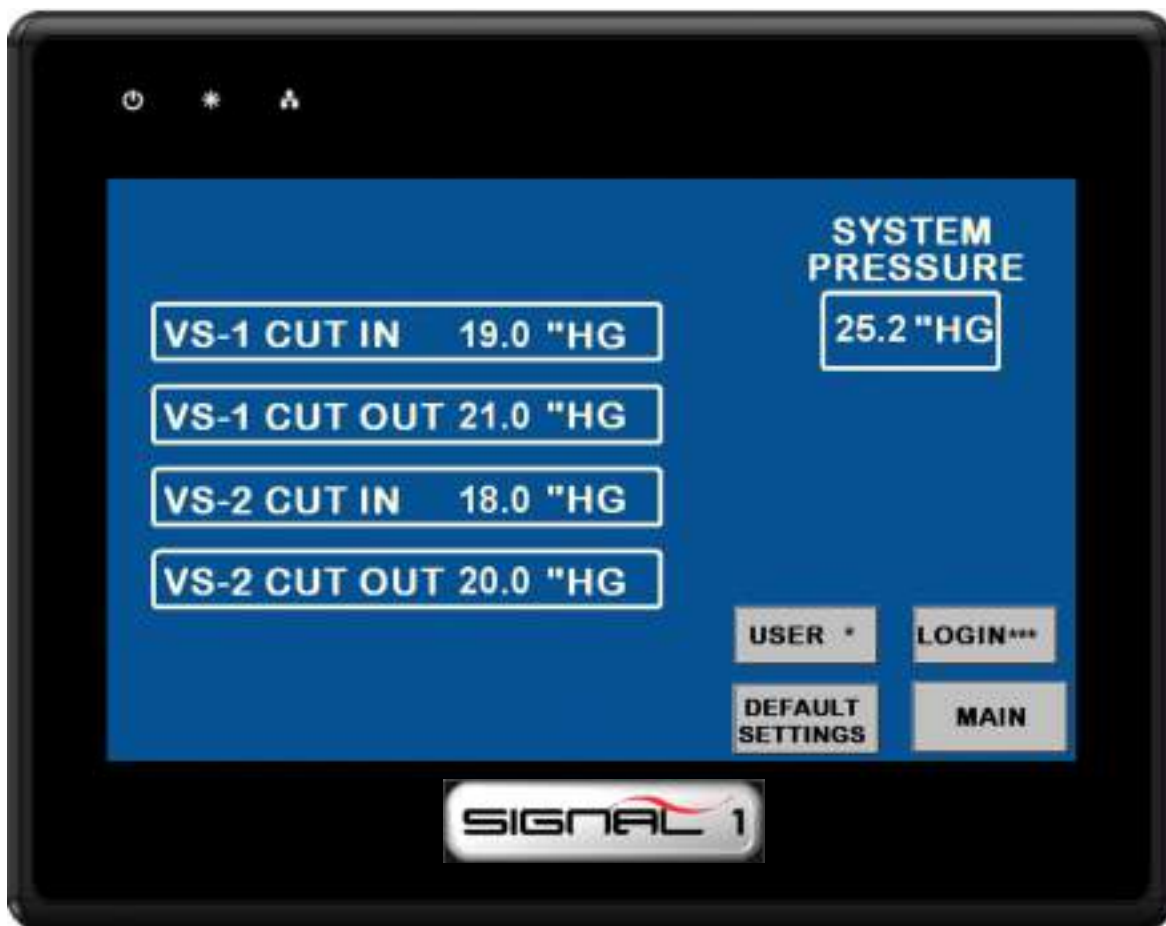 SYSTEM
PRESSURE
25.2 "HG
VS-1 CUT IN 19.0 "HG
VS-1 CUT OUT 21.0 "HG
VS-2 CUT IN 18.0 "HG
VS-2 CUT OUT 20.0 "HG
USER *
LOGIN***
DEFAULT
SETTINGS
MAIN
SIGNAL 1